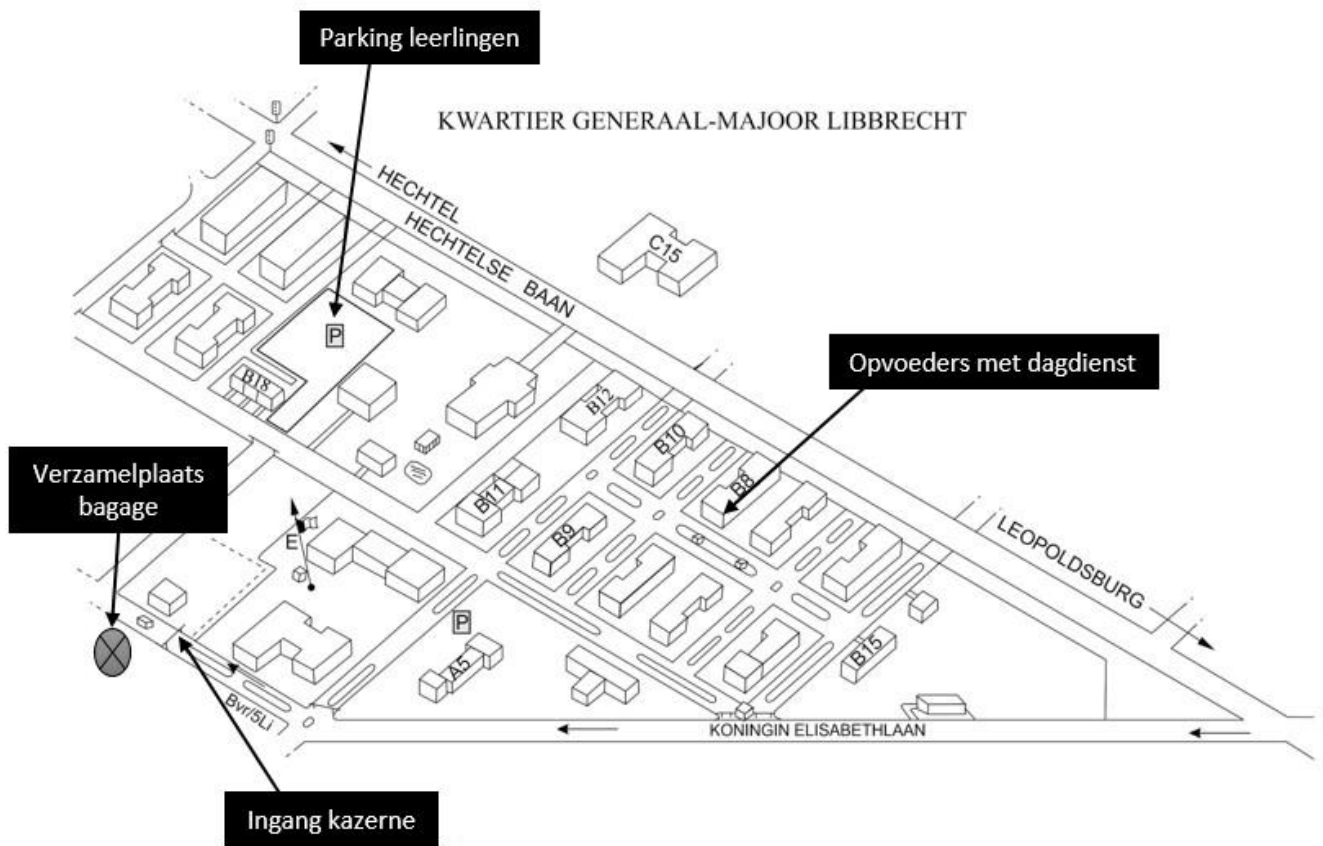 Parking leerlingen
KWARTIER GENERAAL-MAJOOR LIBBRECHT
HECHTEL
HECHTELSE BAAN
C15
P
B18
Opvoeders met dagdienst
B12
B10
B8
B11
B9
Verzamelplaats
bagage
E
LEOPOLDSBURG
P
A5
B15
Bvr/5Li
KONINGIN ELISABETHLAAN
Ingang kazerne